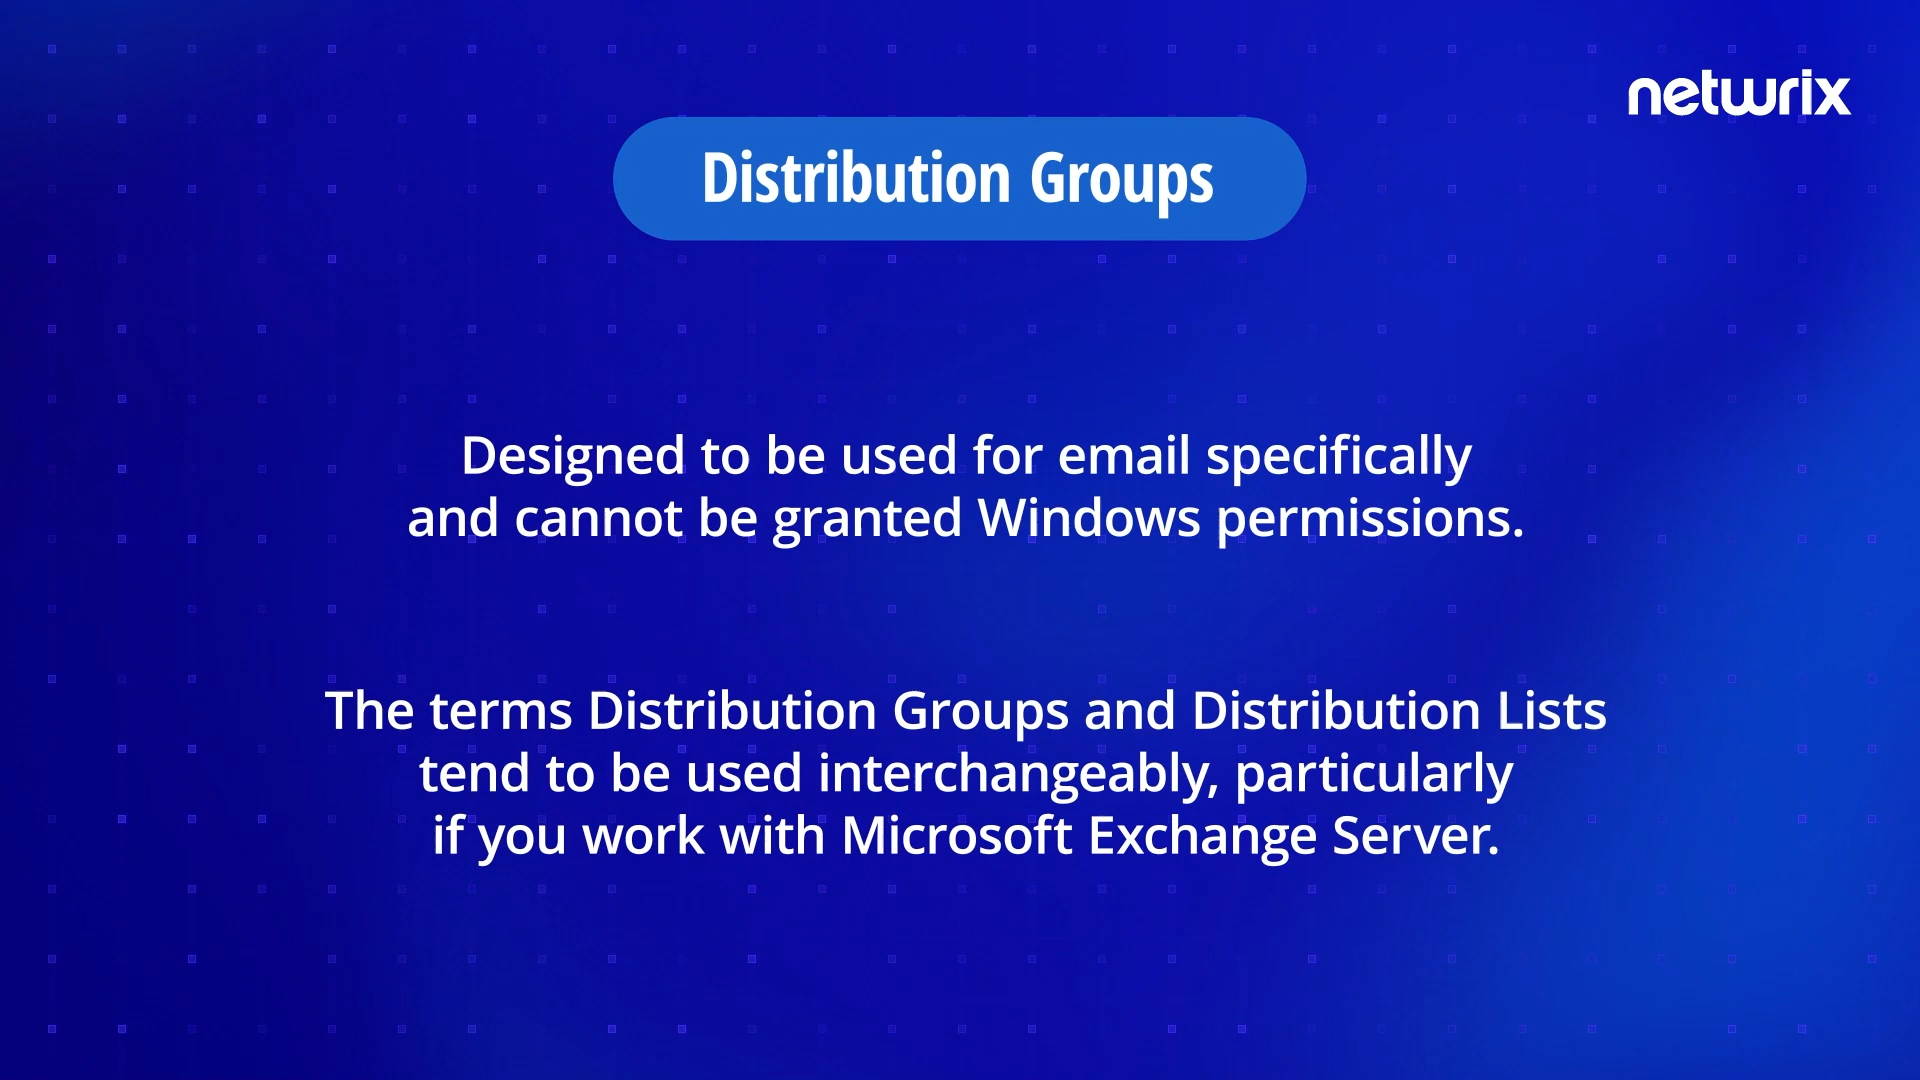 netwrix
Distribution Groups
Designed to be used for email specifically
and cannot be granted Windows permissions.
The terms Distribution Groups and Distribution Lists
tend to be used interchangeably, particularly
if you work with Microsoft Exchange Server.